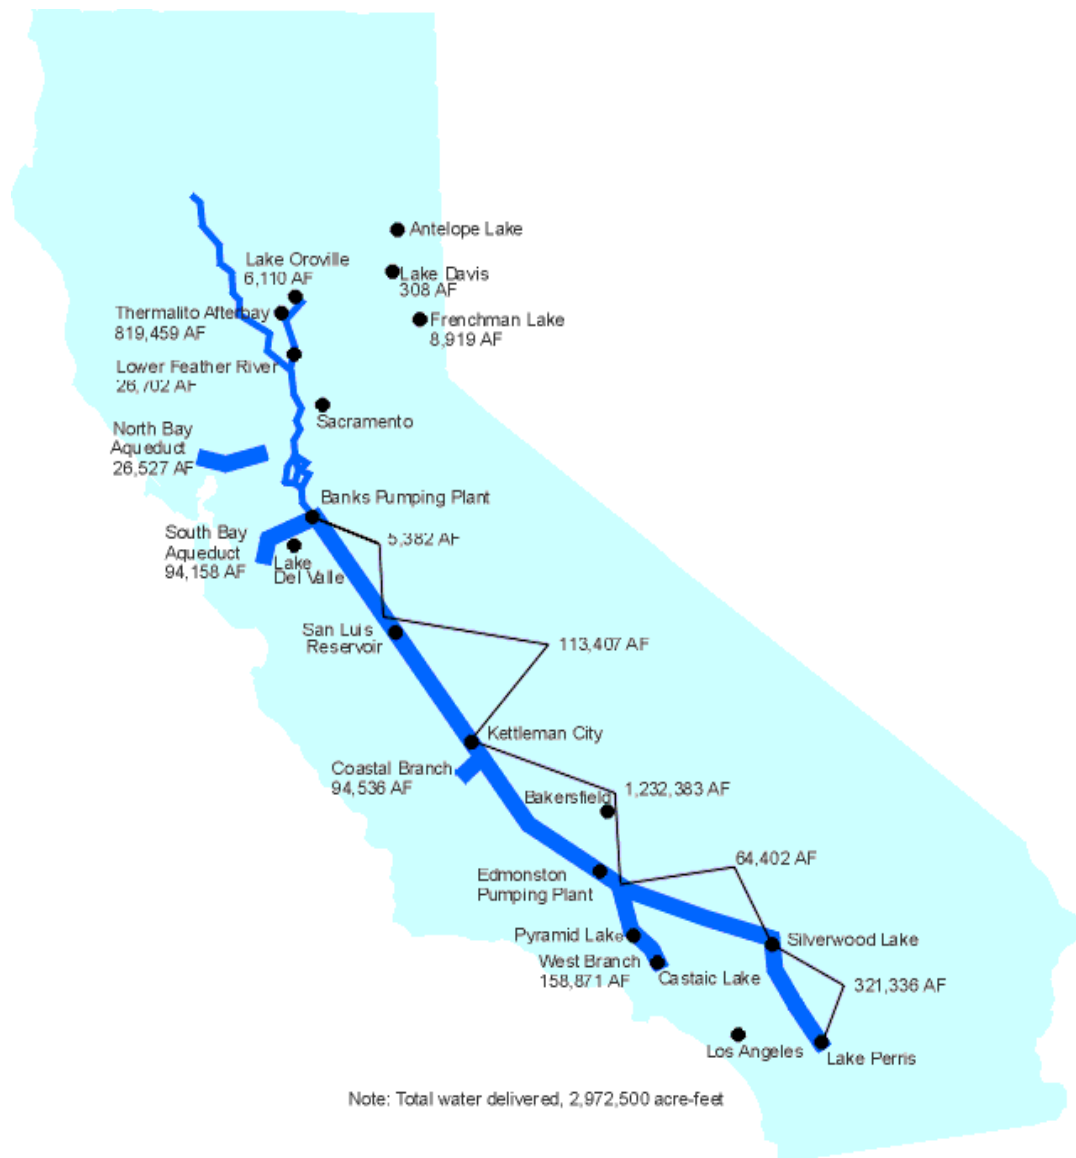 Antelope Lake
Lake Oroville
6,110 AF
Lake Davis
308 AF
Thermalito Afterbay
819,459 AF
Frenchman Lake
8,919 AF
Lower Feather River
26,702 AF
Sacramento
North Bay
Aqueduct
26,527 AF
Banks Pumping Plant
South Bay
Aqueduct
94,158 AF
5,382 AF
Lake
Del Valle
San Luis
Reservoir
113,407 AF
Kettleman City
Coastal Branch
94,536 AF
1,232,383 AF
Bakersfield
64,402 AF
Edmonston
Pumping Plant
Pyramid Lake
Silverwood Lake
West Branch
158,871 AF
Castaic Lake
321,336 AF
Los Angeles
Lake Perris
Note: Total water delivered, 2,972,500 acre-feet